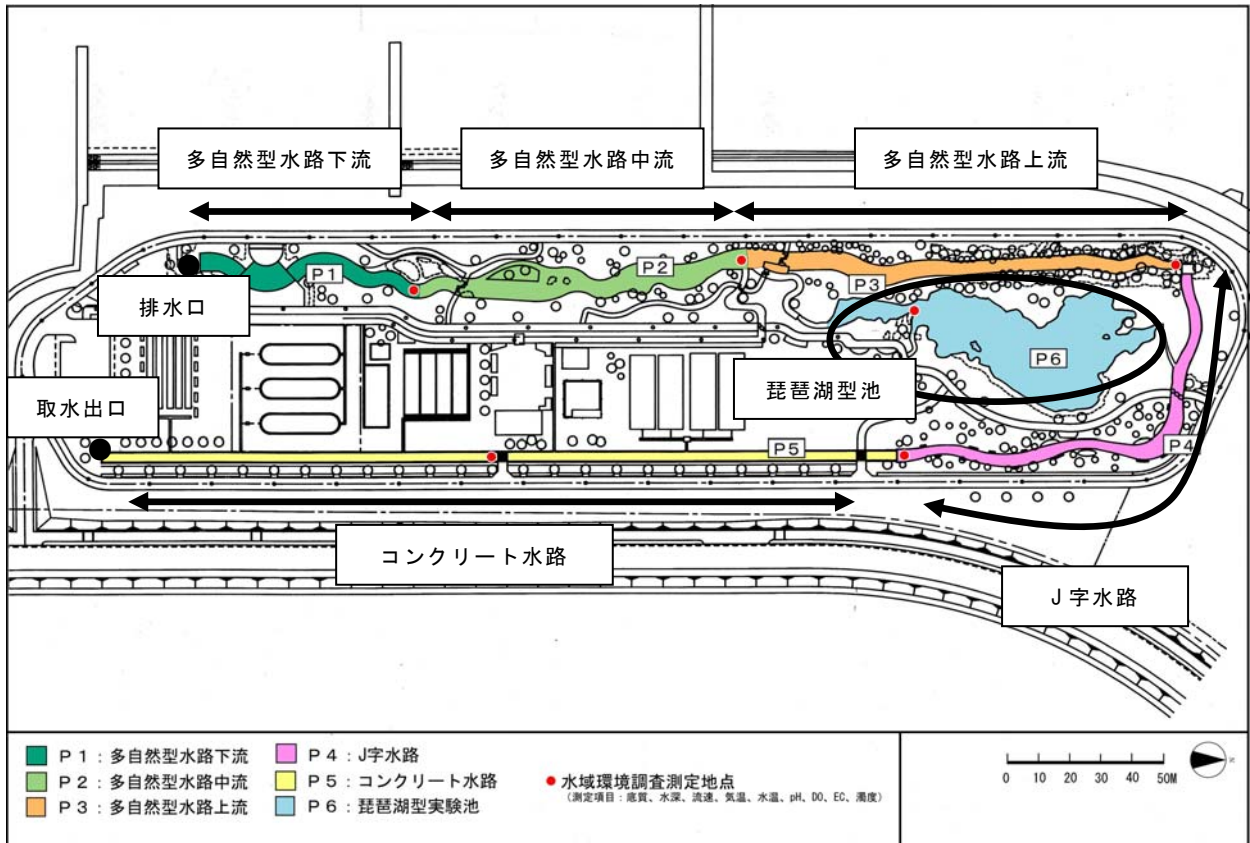 多自然型水路下流
多自然型水路中流
多自然型水路上流
P1
P2
P3
排水口
P6
取水出口
琵琶湖型池
P5
P4
コンクリート水路
J字水路
P1:多自然型水路下流
P2:多自然型水路中流
P3:多自然型水路上流
P4:J字水路
P5:コンクリート水路
P6:琵琶湖型実験池
水域環境調査測定地点
(測定項目:底質、水深、流速、気温、水温、pH、DO、EC、濁度)
0 10 20 30 40 50M